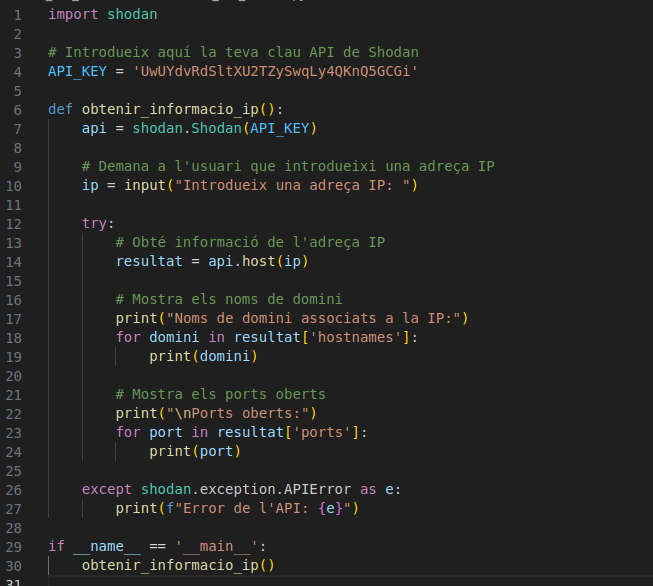 1 import shodan
2
3 # Introdueix aquí la teva clau API de Shodan
4 API_KEY = 'UwUYdvRdSltXU2TZySwqLy4QKnQ5GCGi'
5
6 def obtenir_informacio_ip():
7     api = shodan.Shodan(API_KEY)
8
9     # Demana a l'usuari que introdueixi una adreça IP
10     ip = input("Introdueix una adreça IP: ")
11
12     try:
13         # Obté informació de l'adreça IP
14         resultat = api.host(ip)
15
16         # Mostra els noms de domini
17         print("Noms de domini associats a la IP:")
18         for domini in resultat['hostnames']:
19             print(domini)
20
21         # Mostra els ports oberts
22         print("\nPorts oberts:")
23         for port in resultat['ports']:
24             print(port)
25
26     except shodan.exception.APIError as e:
27         print(f"Error de l'API: {e}")
28
29 if __name__ == '__main__':
30     obtenir_informacio_ip()
31